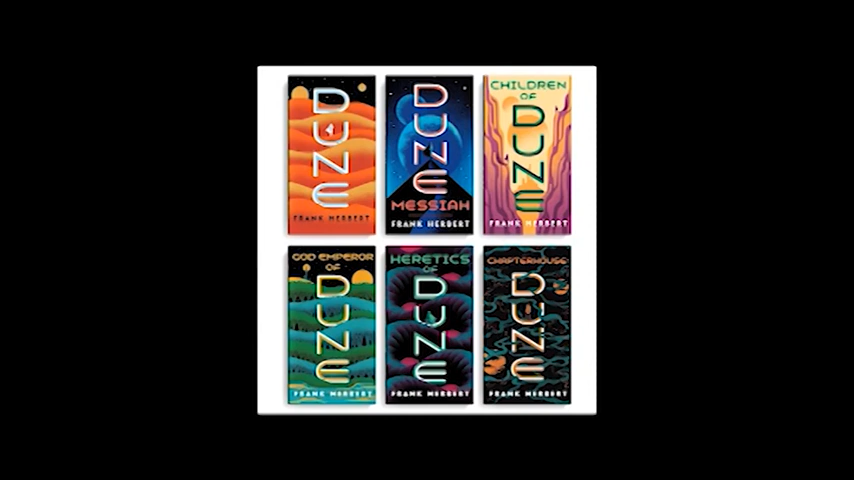 DUNE
FRANK HERBERT
DUNE
MESSIAH
FRANK HERBERT
CHILDREN
OF
DUNE
FRANK HERBERT
GOD EMPEROR
OF
DUNE
FRANK HERBERT
HERETICS
OF
DUNE
FRANK HERBERT
CHAPTERHOUSE
DUNE
FRANK HERBERT